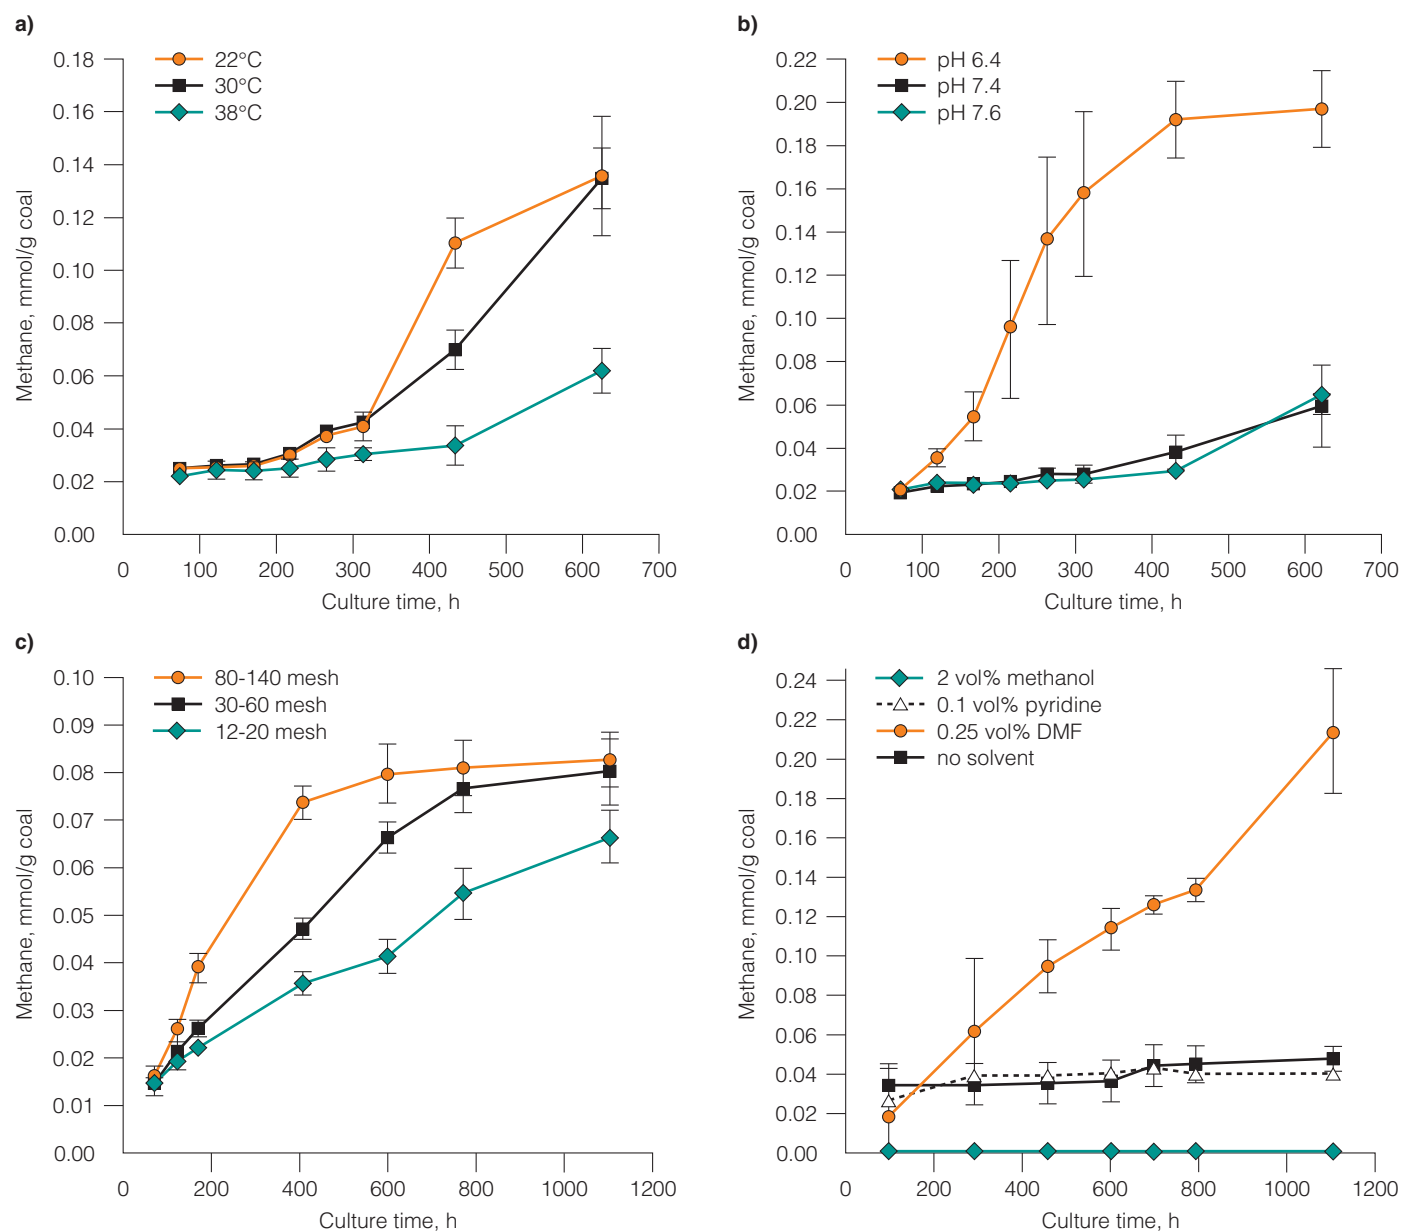 a)
22°C
30°C
38°C
Methane, mmol/g coal
0.18
0.16
0.14
0.12
0.10
0.08
0.06
0.04
0.02
0.00
0 100 200 300 400 500 600 700
Culture time, h
b)
pH 6.4
pH 7.4
pH 7.6
Methane, mmol/g coal
0.22
0.20
0.18
0.16
0.14
0.12
0.10
0.08
0.06
0.04
0.02
0.00
0 100 200 300 400 500 600 700
Culture time, h
c)
80-140 mesh
30-60 mesh
12-20 mesh
Methane, mmol/g coal
0.10
0.09
0.08
0.07
0.06
0.05
0.04
0.03
0.02
0.01
0.00
0 200 400 600 800 1000 1200
Culture time, h
d)
2 vol% methanol
0.1 vol% pyridine
0.25 vol% DMF
no solvent
Methane, mmol/g coal
0.24
0.22
0.20
0.18
0.16
0.14
0.12
0.10
0.08
0.06
0.04
0.02
0.00
0 200 400 600 800 1000 1200
Culture time, h